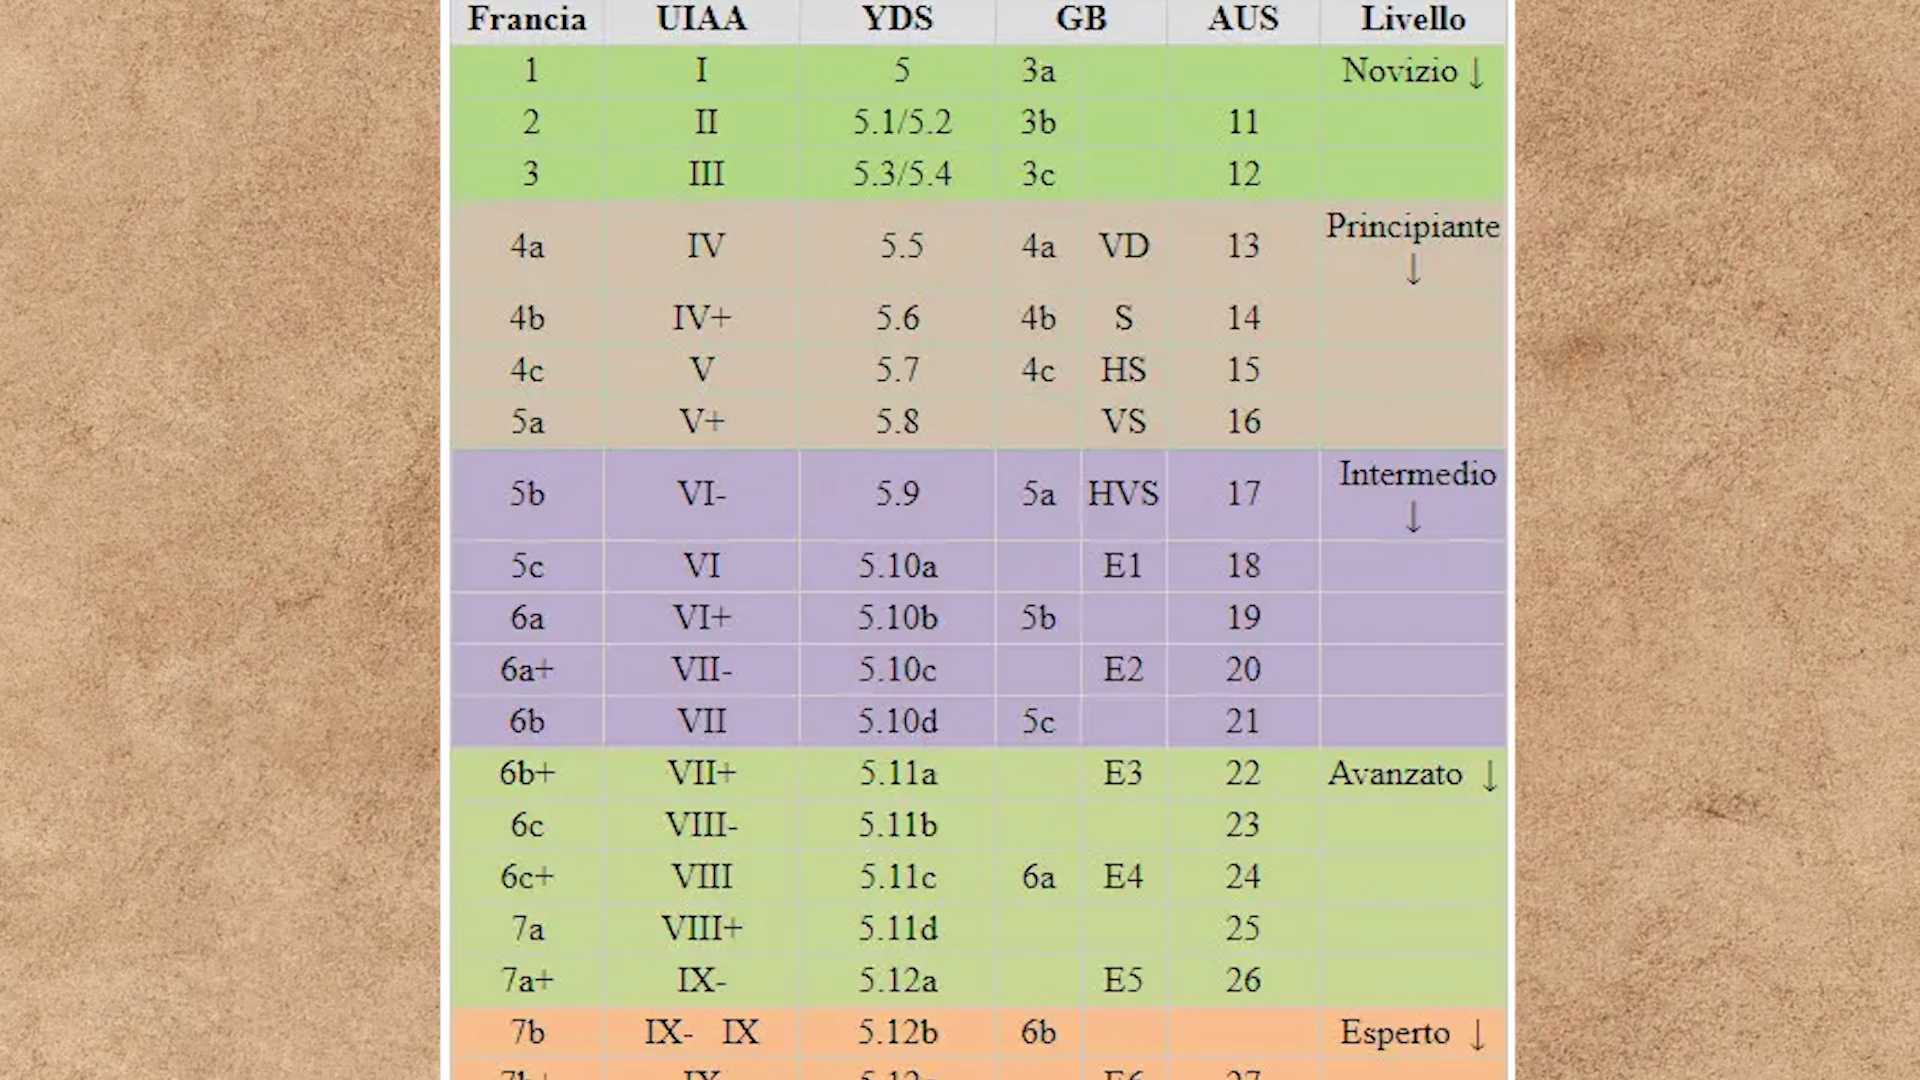 Francia UIAA YDS GB AUS Livello
1 I 5 3a Novizio ↓
2 II 5.1/5.2 3b 11
3 III 5.3/5.4 3c 12
4a IV 5.5 4a VD 13 Principiante ↓
4b IV+ 5.6 4b S 14
4c V 5.7 4c HS 15
5a V+ 5.8 VS 16
5b VI- 5.9 5a HVS 17 Intermedio ↓
5c VI 5.10a E1 18
6a VI+ 5.10b 5b 19
6a+ VII- 5.10c E2 20
6b VII 5.10d 5c 21
6b+ VII+ 5.11a E3 22 Avanzato ↓
6c VIII- 5.11b 23
6c+ VIII 5.11c 6a E4 24
7a VIII+ 5.11d 25
7a+ IX- 5.12a E5 26
7b IX- IX 5.12b 6b Esperto ↓